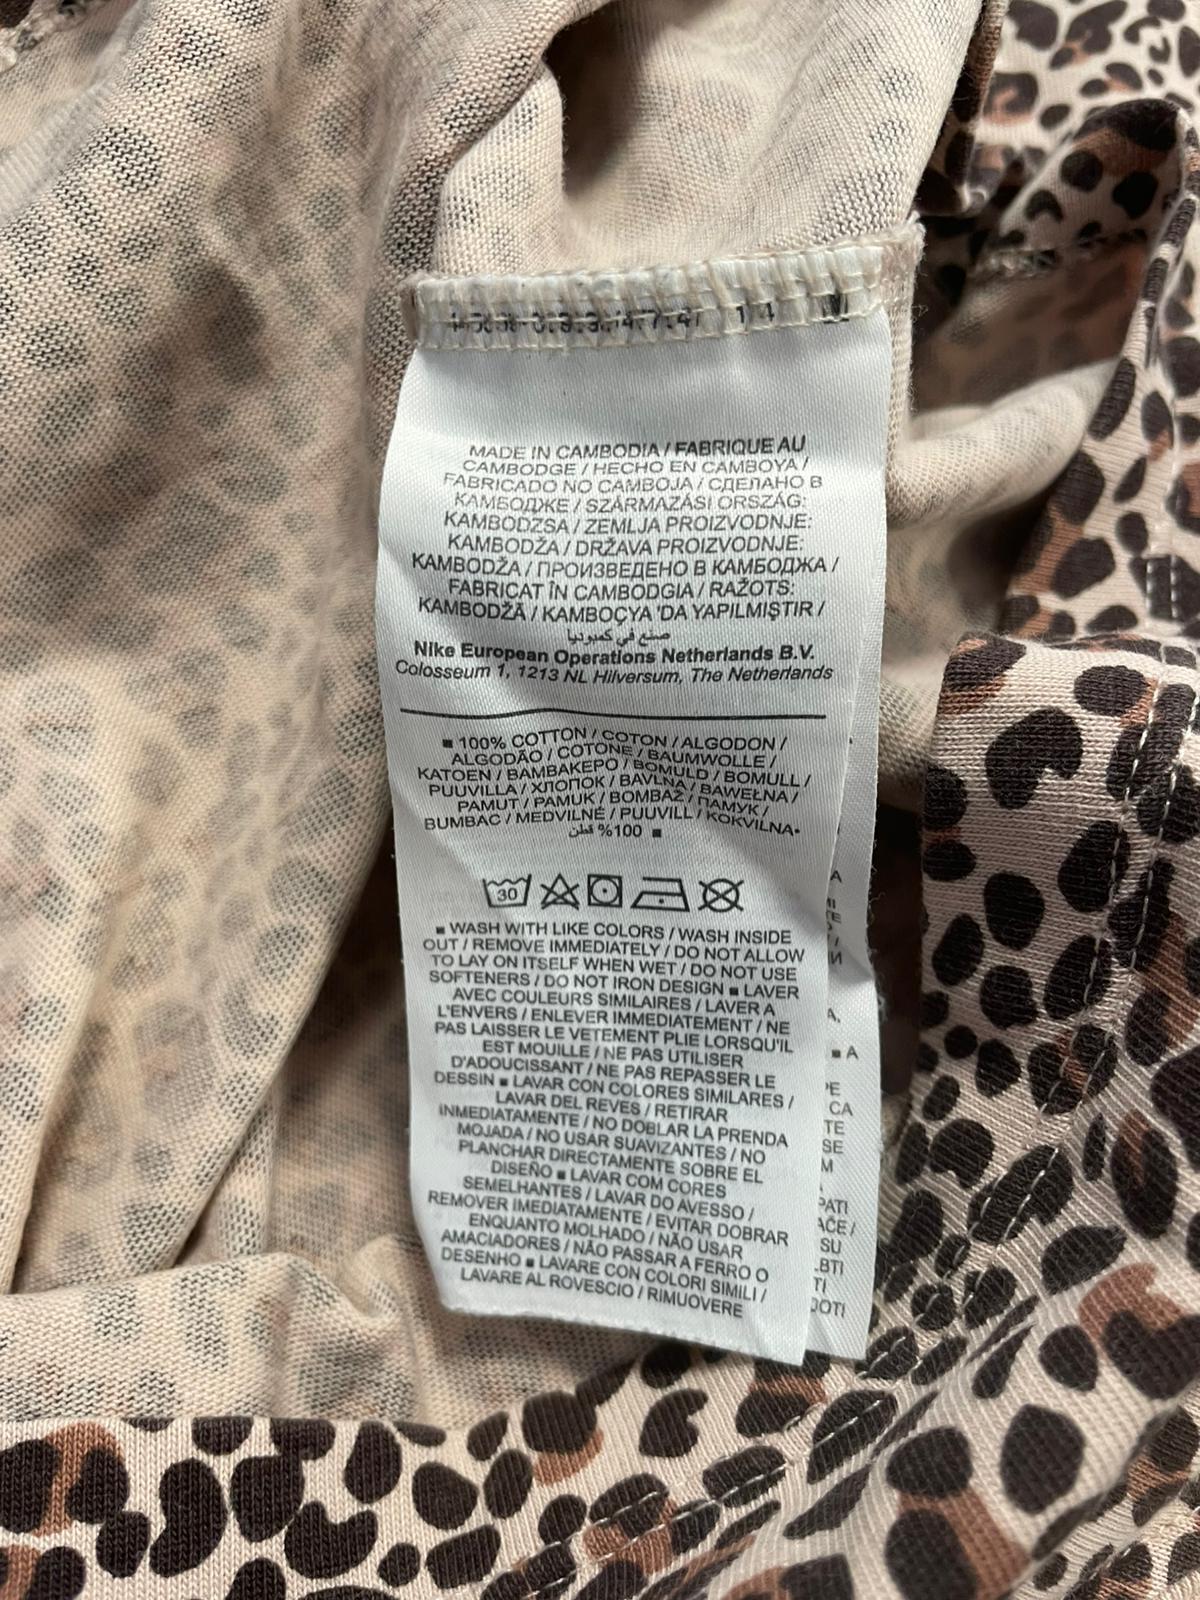 MADE IN CAMBODIA / FABRIQUE AU
CAMBODGE / HECHO EN CAMBOYA /
FABRICADO NO CAMBOJA / СДЕЛАНО В
КАМБОДЖЕ / SZÁRMAZÁSI ORSZÁG:
KAMBODZSA / ZEMLJA PROIZVODNJE:
KAMBODŽA / DRŽAVA PROIZVODNJE:
KAMBODŽA / ПРОИЗВЕДЕНО В КАМБОДЖА /
FABRICAT ÎN CAMBODGIA / RAŽOTS:
KAMBODŽĀ / KAMBOÇYA 'DA YAPILMIŞTIR /
صنع في كمبوديا
Nike European Operations Netherlands B.V.
Colosseum 1, 1213 NL Hilversum, The Netherlands
■ 100% COTTON / COTON / ALGODON /
ALGODÃO / COTONE / BAUMWOLLE /
KATOEN / ΒΑΜΒΑΚΕΡΟ / BOMULD / BOMULL /
PUUVILLA / ХЛОПОК / BAVLNA / BAWEŁNA /
PAMUT / PAMUK / BOMBAŽ / ПАМУК /
BUMBAC / MEDVILNĖ / PUUVILL / KOKVILNA•
100% قطن ■
30
■ WASH WITH LIKE COLORS / WASH INSIDE
OUT / REMOVE IMMEDIATELY / DO NOT ALLOW
TO LAY ON ITSELF WHEN WET / DO NOT USE
SOFTENERS / DO NOT IRON DESIGN ■ LAVER
AVEC COULEURS SIMILAIRES / LAVER A
L'ENVERS / ENLEVER IMMEDIATEMENT / NE
PAS LAISSER LE VETEMENT PLIE LORSQU'IL
EST MOUILLE / NE PAS UTILISER
D'ADOUCISSANT / NE PAS REPASSER LE
DESSIN ■ LAVAR CON COLORES SIMILARES /
LAVAR DEL REVES / RETIRAR
INMEDIATAMENTE / NO DOBLAR LA PRENDA
MOJADA / NO USAR SUAVIZANTES / NO
PLANCHAR DIRECTAMENTE SOBRE EL
DISEÑO ■ LAVAR COM CORES
SEMELHANTES / LAVAR DO AVESSO /
REMOVER IMEDIATAMENTE / EVITAR DOBRAR
ENQUANTO MOLHADO / NÃO USAR
AMACIADORES / NÃO PASSAR A FERRO O
DESENHO ■ LAVARE CON COLORI SIMILI /
LAVARE AL ROVESCIO / RIMUOVERE